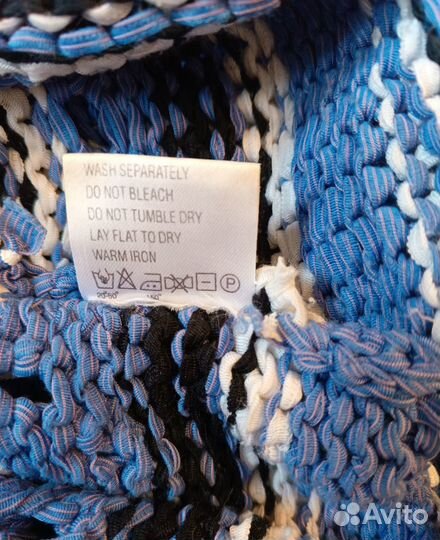 WASH SEPARATELY
DO NOT BLEACH
DO NOT TUMBLE DRY
LAY FLAT TO DRY
WARM IRON
P
Avito